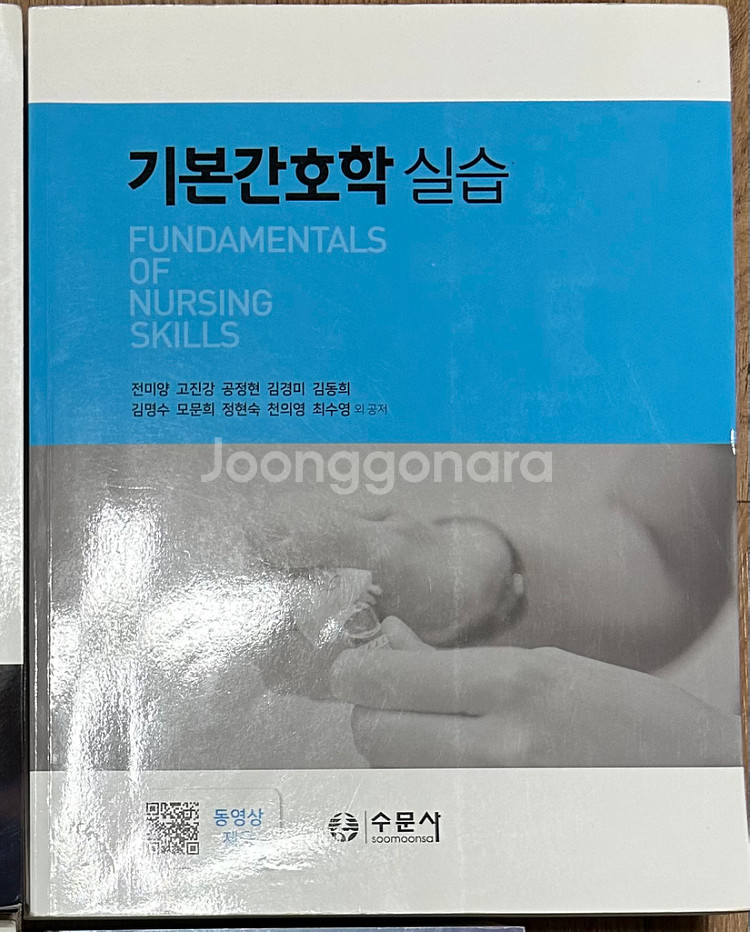 기본간호학 실습
FUNDAMENTALS
OF
NURSING
SKILLS
전미양 고진강 공정현 김경미 김동희
김명수 모문희 정현숙 천의영 최수영 외 공저
Joonggonara
동영상
수문사
soomoonsa